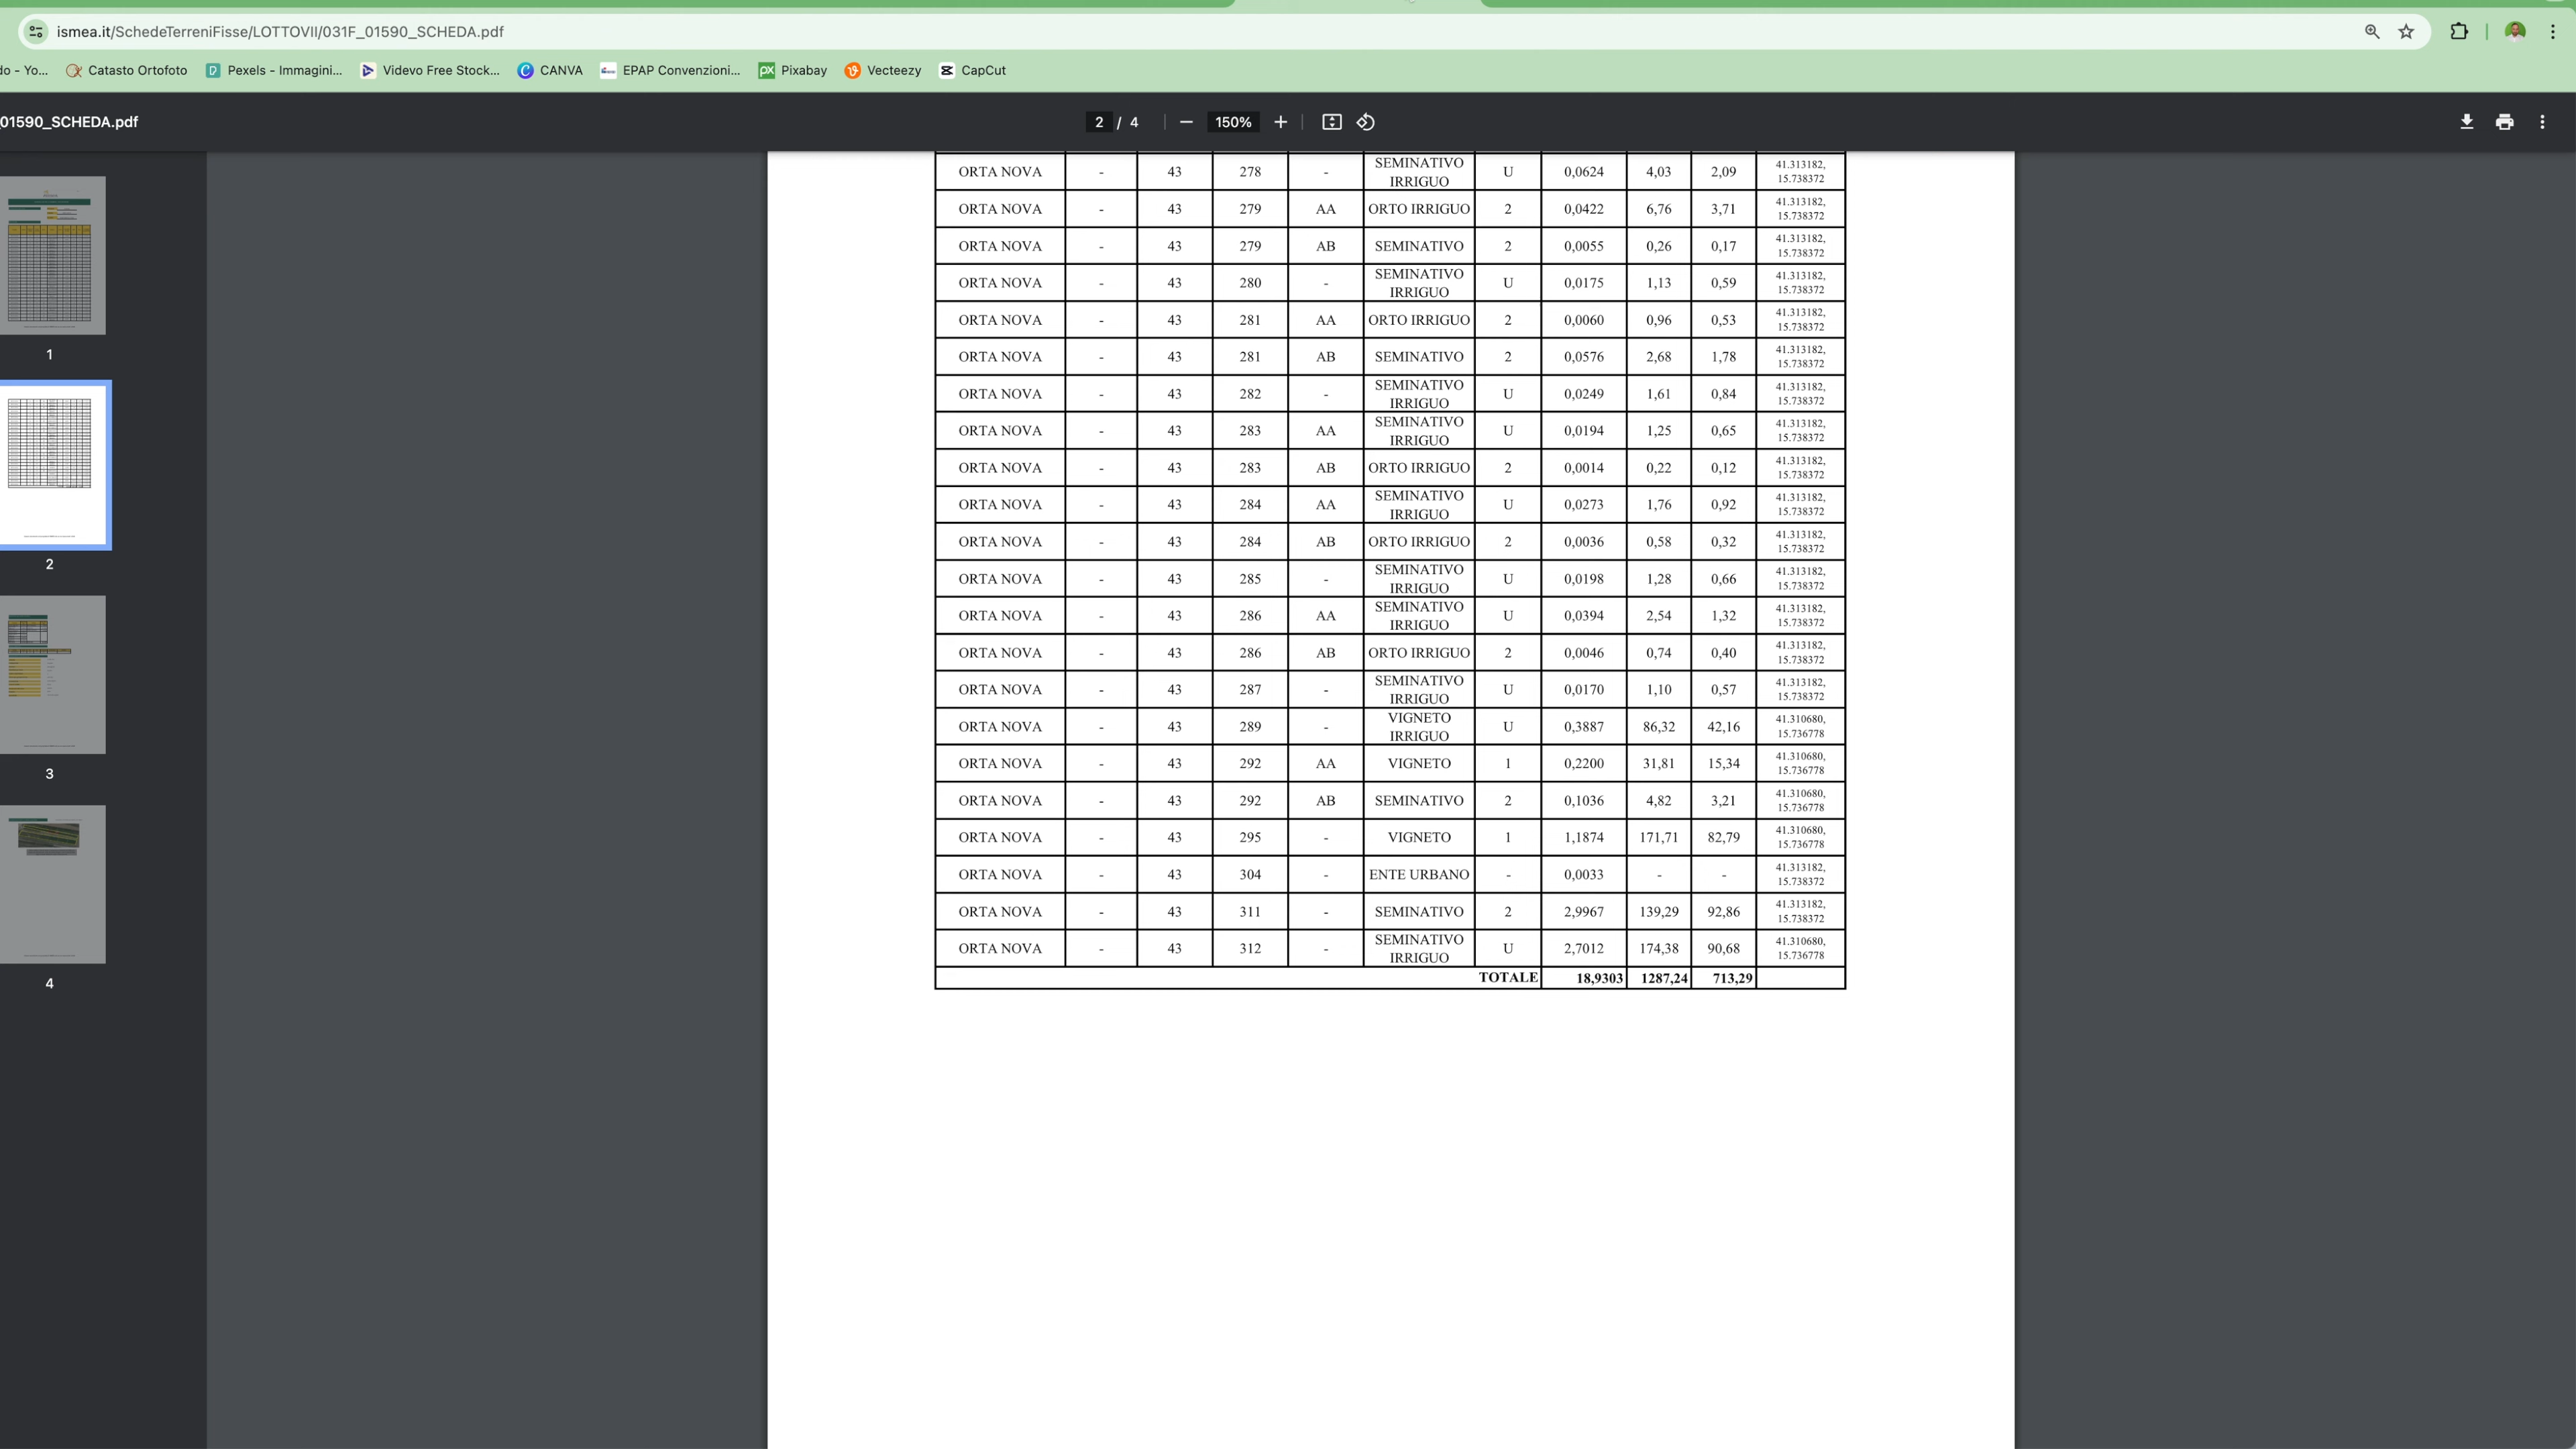 ismea.it/SchedeTerreniFisse/LOTTOVII/031F_01590_SCHEDA.pdf
do - Yo... Catasto Ortofoto Pexels - Immagini... Videvo Free Stock... CANVA EPAP Convenzioni... Pixabay Vecteezy CapCut
01590_SCHEDA.pdf 2 / 4 150%
ORTA NOVA - 43 278 - SEMINATIVO IRRIGUO U 0,0624 4,03 2,09 41.313182, 15.738372
ORTA NOVA - 43 279 AA ORTO IRRIGUO 2 0,0422 6,76 3,71 41.313182, 15.738372
ORTA NOVA - 43 279 AB SEMINATIVO 2 0,0055 0,26 0,17 41.313182, 15.738372
ORTA NOVA - 43 280 - SEMINATIVO IRRIGUO U 0,0175 1,13 0,59 41.313182, 15.738372
ORTA NOVA - 43 281 AA ORTO IRRIGUO 2 0,0060 0,96 0,53 41.313182, 15.738372
ORTA NOVA - 43 281 AB SEMINATIVO 2 0,0576 2,68 1,78 41.313182, 15.738372
ORTA NOVA - 43 282 - SEMINATIVO IRRIGUO U 0,0249 1,61 0,84 41.313182, 15.738372
ORTA NOVA - 43 283 AA SEMINATIVO IRRIGUO U 0,0194 1,25 0,65 41.313182, 15.738372
ORTA NOVA - 43 283 AB ORTO IRRIGUO 2 0,0014 0,22 0,12 41.313182, 15.738372
ORTA NOVA - 43 284 AA SEMINATIVO IRRIGUO U 0,0273 1,76 0,92 41.313182, 15.738372
ORTA NOVA - 43 284 AB ORTO IRRIGUO 2 0,0036 0,58 0,32 41.313182, 15.738372
ORTA NOVA - 43 285 - SEMINATIVO IRRIGUO U 0,0198 1,28 0,66 41.313182, 15.738372
ORTA NOVA - 43 286 AA SEMINATIVO IRRIGUO U 0,0394 2,54 1,32 41.313182, 15.738372
ORTA NOVA - 43 286 AB ORTO IRRIGUO 2 0,0046 0,74 0,40 41.313182, 15.738372
ORTA NOVA - 43 287 - SEMINATIVO IRRIGUO U 0,0170 1,10 0,57 41.313182, 15.738372
ORTA NOVA - 43 289 - VIGNETO IRRIGUO U 0,3887 86,32 42,16 41.310680, 15.736778
ORTA NOVA - 43 292 AA VIGNETO 1 0,2200 31,81 15,34 41.310680, 15.736778
ORTA NOVA - 43 292 AB SEMINATIVO 2 0,1036 4,82 3,21 41.310680, 15.736778
ORTA NOVA - 43 295 - VIGNETO 1 1,1874 171,71 82,79 41.310680, 15.736778
ORTA NOVA - 43 304 - ENTE URBANO - 0,0033 - - 41.313182, 15.738372
ORTA NOVA - 43 311 - SEMINATIVO 2 2,9967 139,29 92,86 41.313182, 15.738372
ORTA NOVA - 43 312 - SEMINATIVO IRRIGUO U 2,7012 174,38 90,68 41.310680, 15.736778
TOTALE 18,9303 1287,24 713,29
1
2
3
4